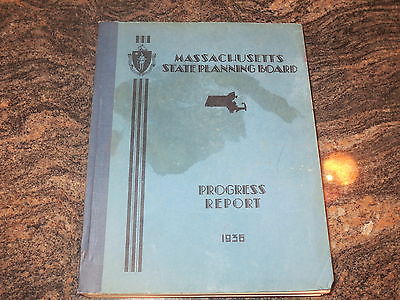 MASSACHUSETTS
STATE PLANNING BOARD
PROGRESS
REPORT
1936